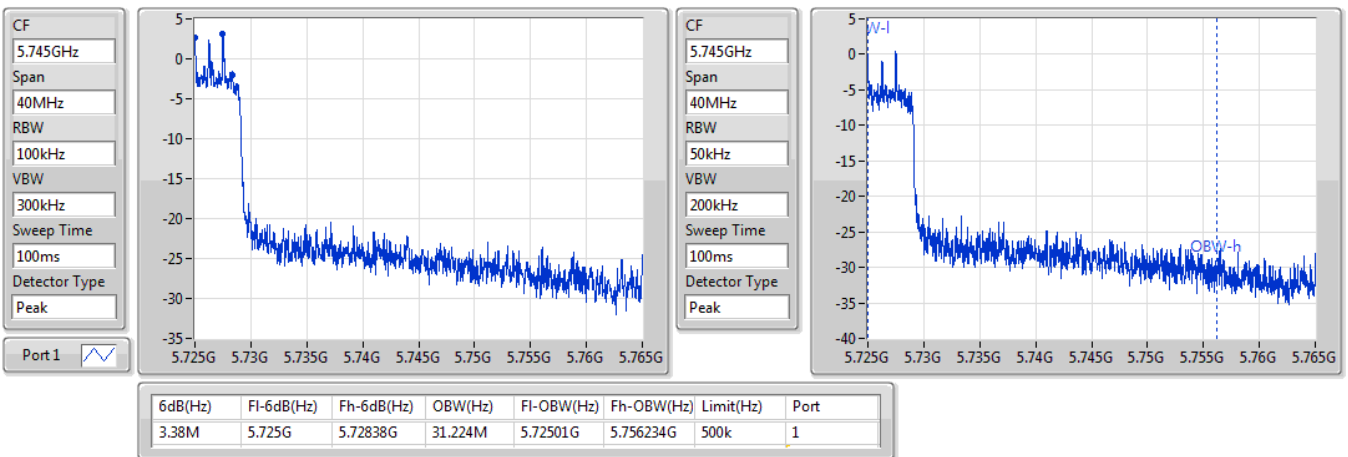 CF
5.745GHz
Span
40MHz
RBW
100kHz
VBW
300kHz
Sweep Time
100ms
Detector Type
Peak
Port 1
5
0
-5
-10
-15
-20
-25
-30
-35
5.725G 5.73G 5.735G 5.74G 5.745G 5.75G 5.755G 5.76G 5.765G
CF
5.745GHz
Span
40MHz
RBW
50kHz
VBW
200kHz
Sweep Time
100ms
Detector Type
Peak
5
0
-5
-10
-15
-20
-25
-30
-35
-40
W-l
OBW-h
5.725G 5.73G 5.735G 5.74G 5.745G 5.75G 5.755G 5.76G 5.765G
6dB(Hz) Fl-6dB(Hz) Fh-6dB(Hz) OBW(Hz) Fl-OBW(Hz) Fh-OBW(Hz) Limit(Hz) Port
3.38M 5.725G 5.72838G 31.224M 5.72501G 5.756234G 500k 1